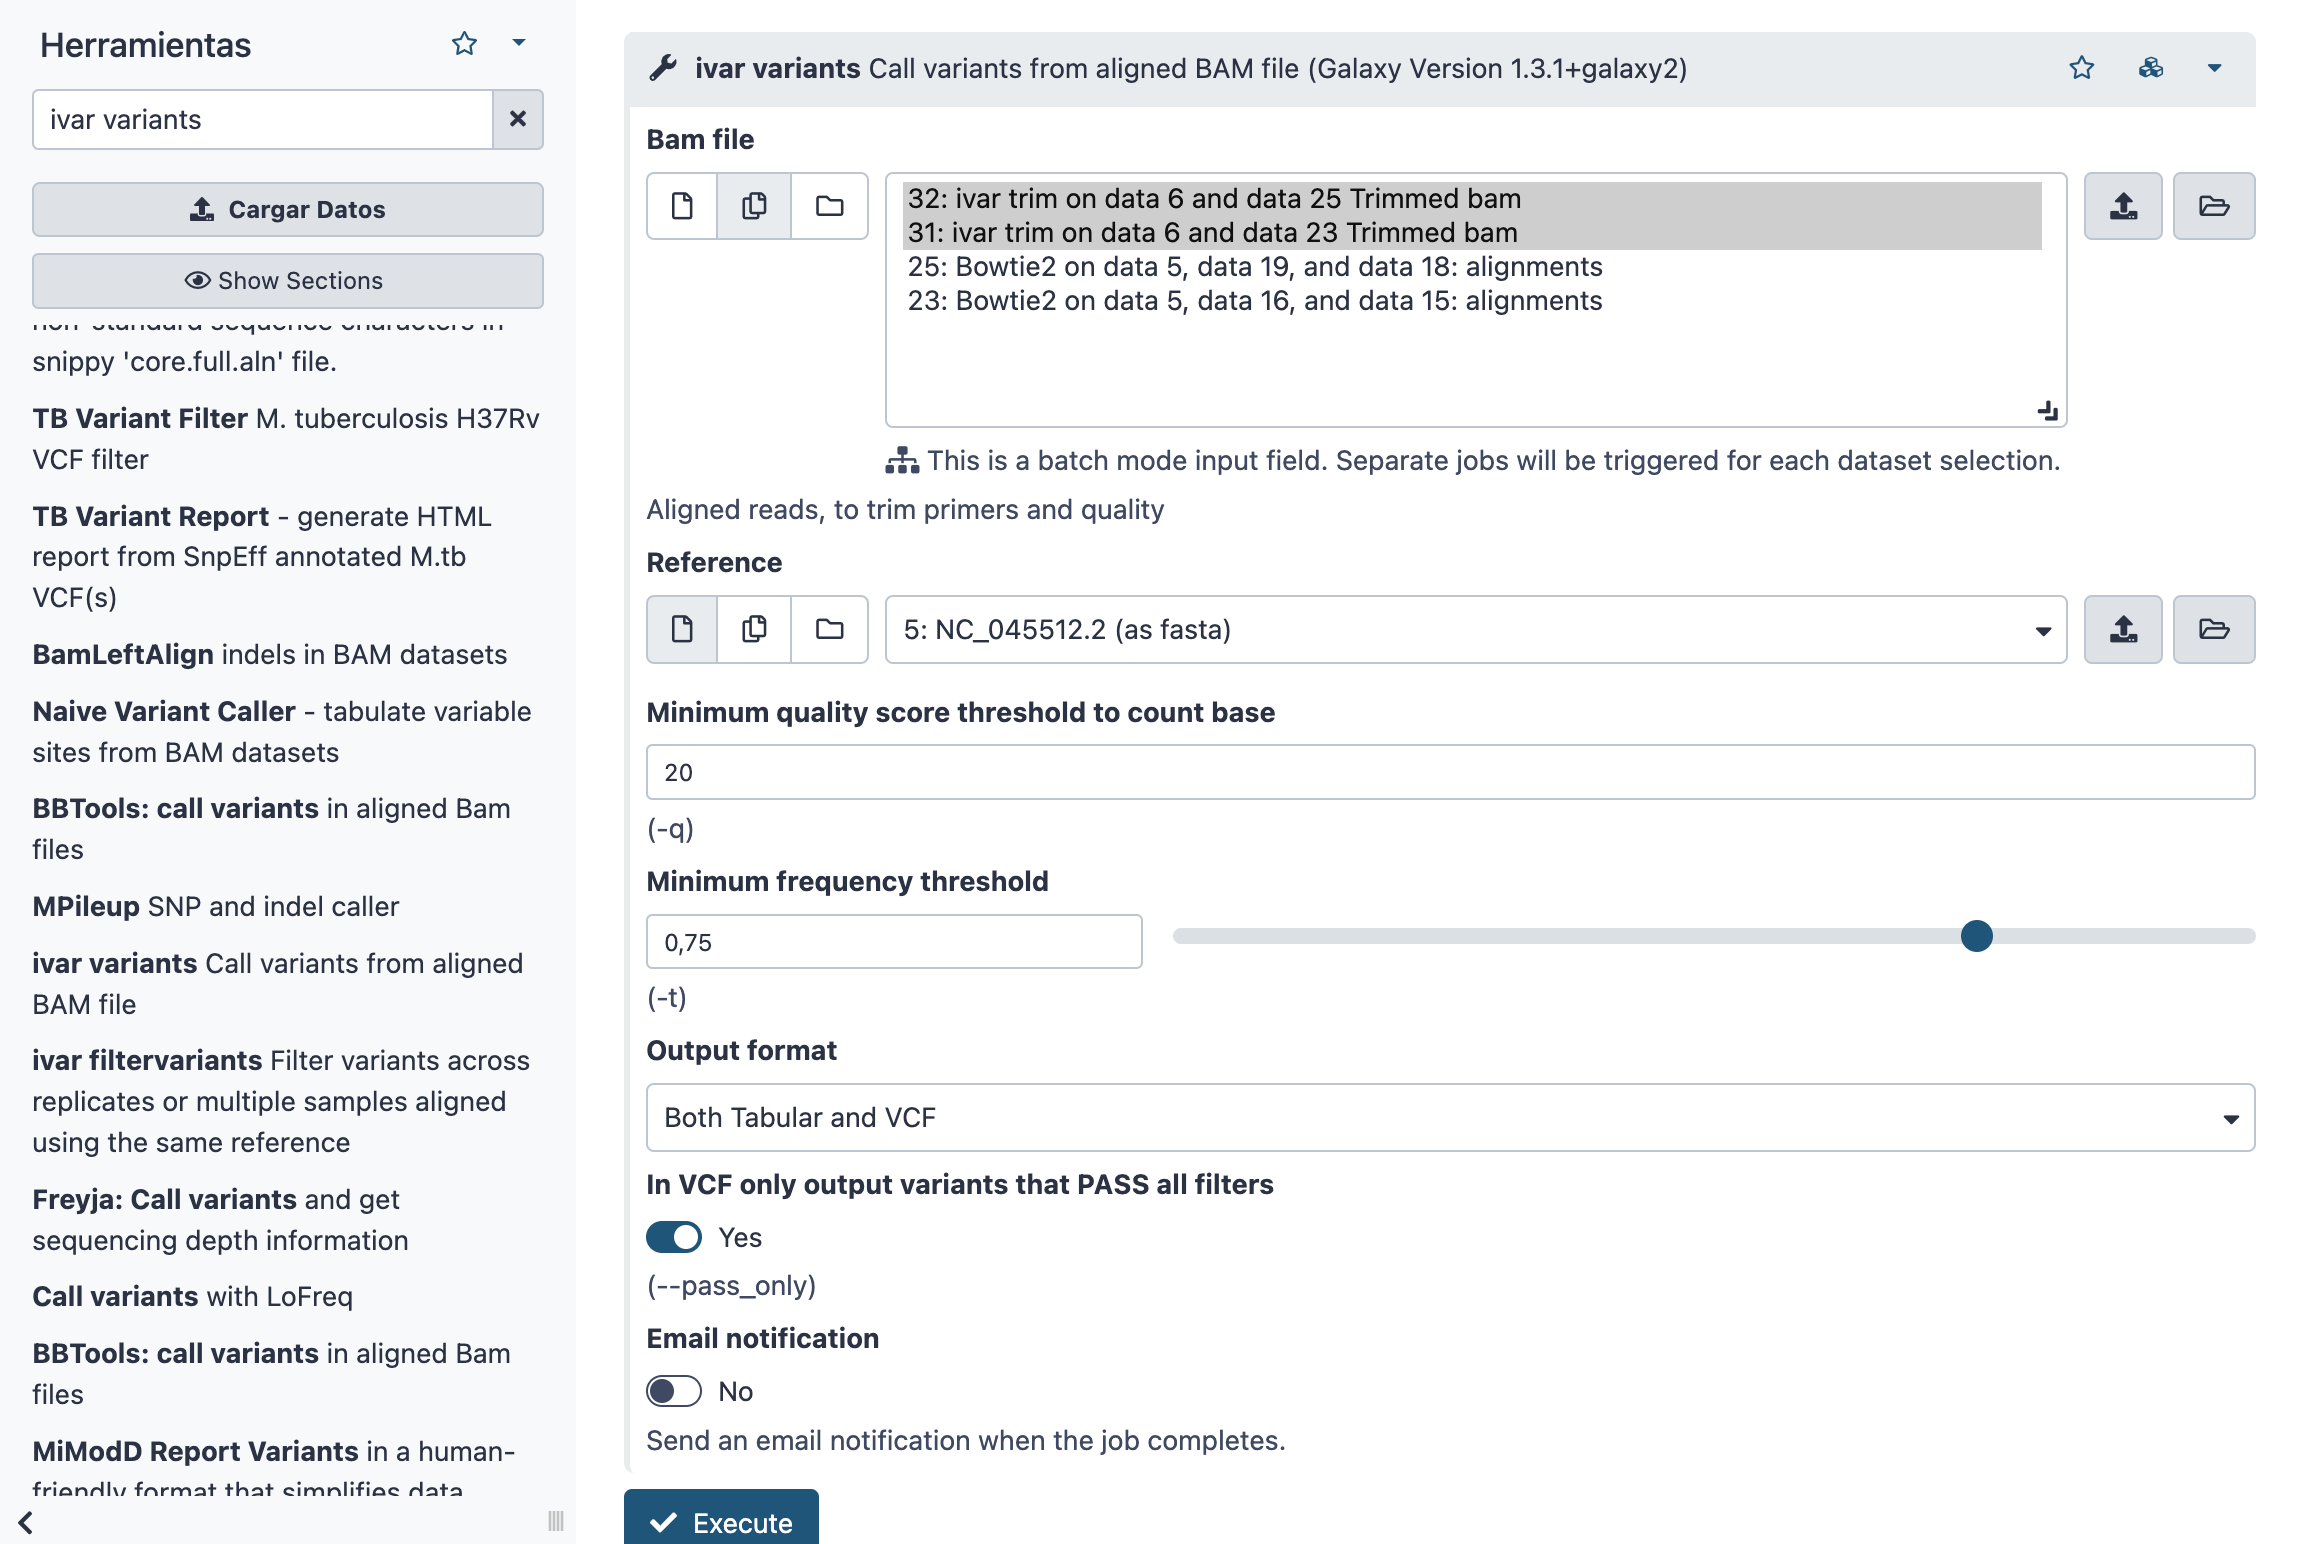 Herramientas
ivar variants
Cargar Datos
Show Sections
non-standard sequence characters in
snippy 'core.full.aln' file.
TB Variant Filter M. tuberculosis H37Rv
VCF filter
TB Variant Report - generate HTML
report from SnpEff annotated M.tb
VCF(s)
BamLeftAlign indels in BAM datasets
Naive Variant Caller - tabulate variable
sites from BAM datasets
BBTools: call variants in aligned Bam
files
MPileup SNP and indel caller
ivar variants Call variants from aligned
BAM file
ivar filtervariants Filter variants across
replicates or multiple samples aligned
using the same reference
Freyja: Call variants and get
sequencing depth information
Call variants with LoFreq
BBTools: call variants in aligned Bam
files
MiModD Report Variants in a human-
friendly format that simplifies data
ivar variants Call variants from aligned BAM file (Galaxy Version 1.3.1+galaxy2)
Bam file
32: ivar trim on data 6 and data 25 Trimmed bam
31: ivar trim on data 6 and data 23 Trimmed bam
25: Bowtie2 on data 5, data 19, and data 18: alignments
23: Bowtie2 on data 5, data 16, and data 15: alignments
This is a batch mode input field. Separate jobs will be triggered for each dataset selection.
Aligned reads, to trim primers and quality
Reference
5: NC_045512.2 (as fasta)
Minimum quality score threshold to count base
20
(-q)
Minimum frequency threshold
0,75
(-t)
Output format
Both Tabular and VCF
In VCF only output variants that PASS all filters
Yes
(--pass_only)
Email notification
No
Send an email notification when the job completes.
Execute